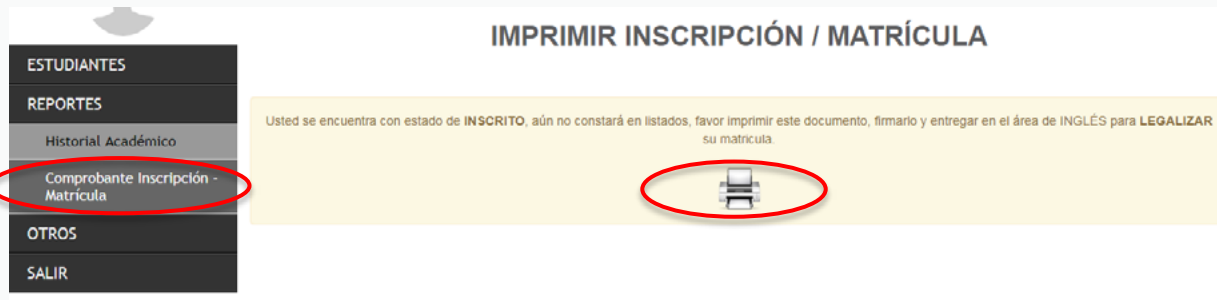 IMPRIMIR INSCRIPCIÓN / MATRÍCULA
ESTUDIANTES
REPORTES
Historial Académico
Comprobante Inscripción -
Matrícula
OTROS
SALIR
Usted se encuentra con estado de INSCRITO, aún no constará en listados, favor imprimir este documento, firmarlo y entregar en el área de INGLÉS para LEGALIZAR
su matricula.